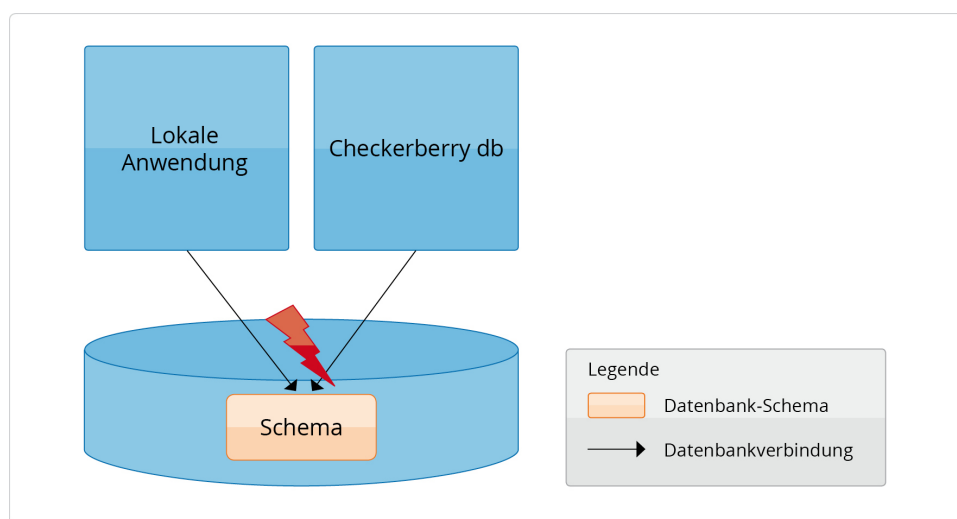 Lokale
Anwendung
Checkerberry db
Schema
Legende
Datenbank-Schema
Datenbankverbindung